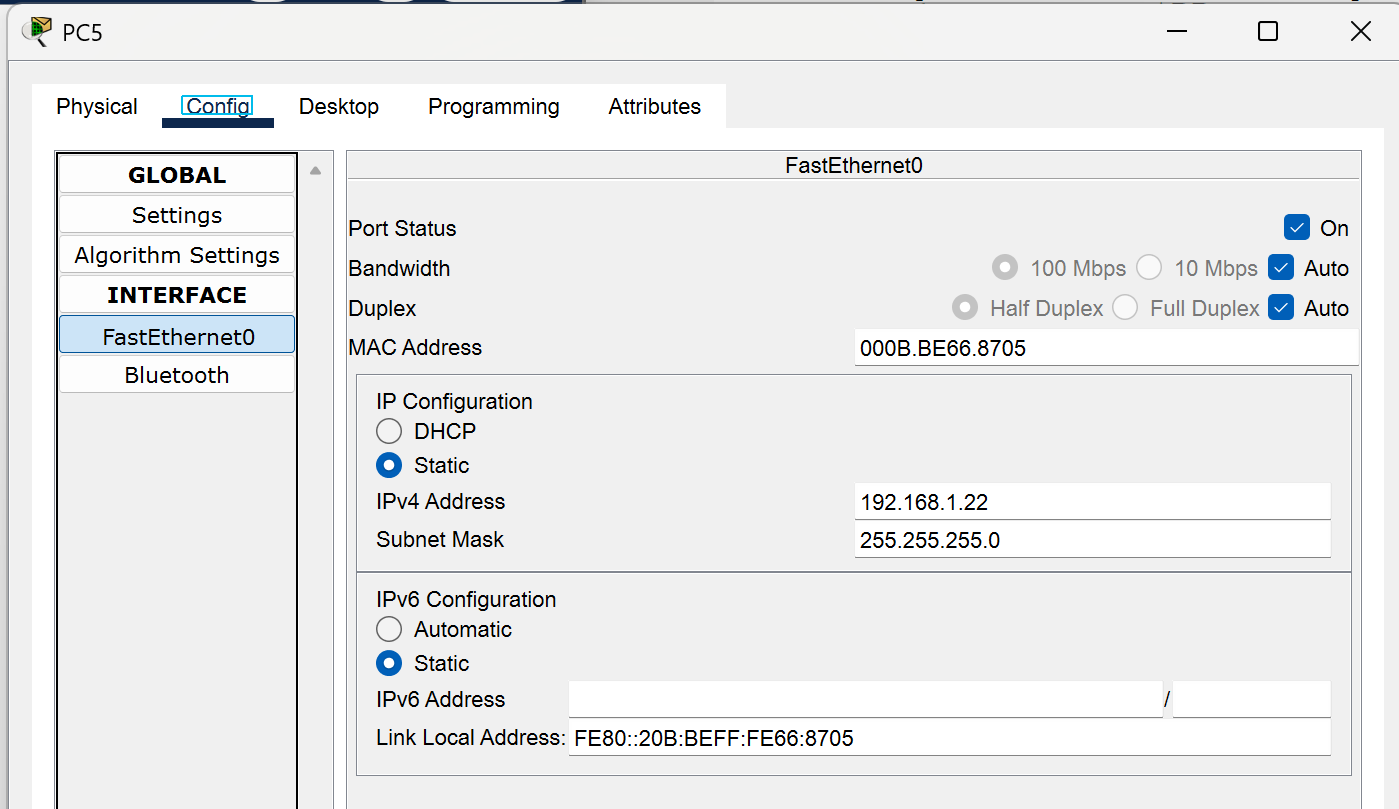 PC5
Physical Config Desktop Programming Attributes
GLOBAL
Settings
Algorithm Settings
INTERFACE
FastEthernet0
Bluetooth
FastEthernet0
Port Status On
Bandwidth 100 Mbps 10 Mbps Auto
Duplex Half Duplex Full Duplex Auto
MAC Address 000B.BE66.8705
IP Configuration
DHCP
Static
IPv4 Address 192.168.1.22
Subnet Mask 255.255.255.0
IPv6 Configuration
Automatic
Static
IPv6 Address /
Link Local Address: FE80::20B:BEFF:FE66:8705